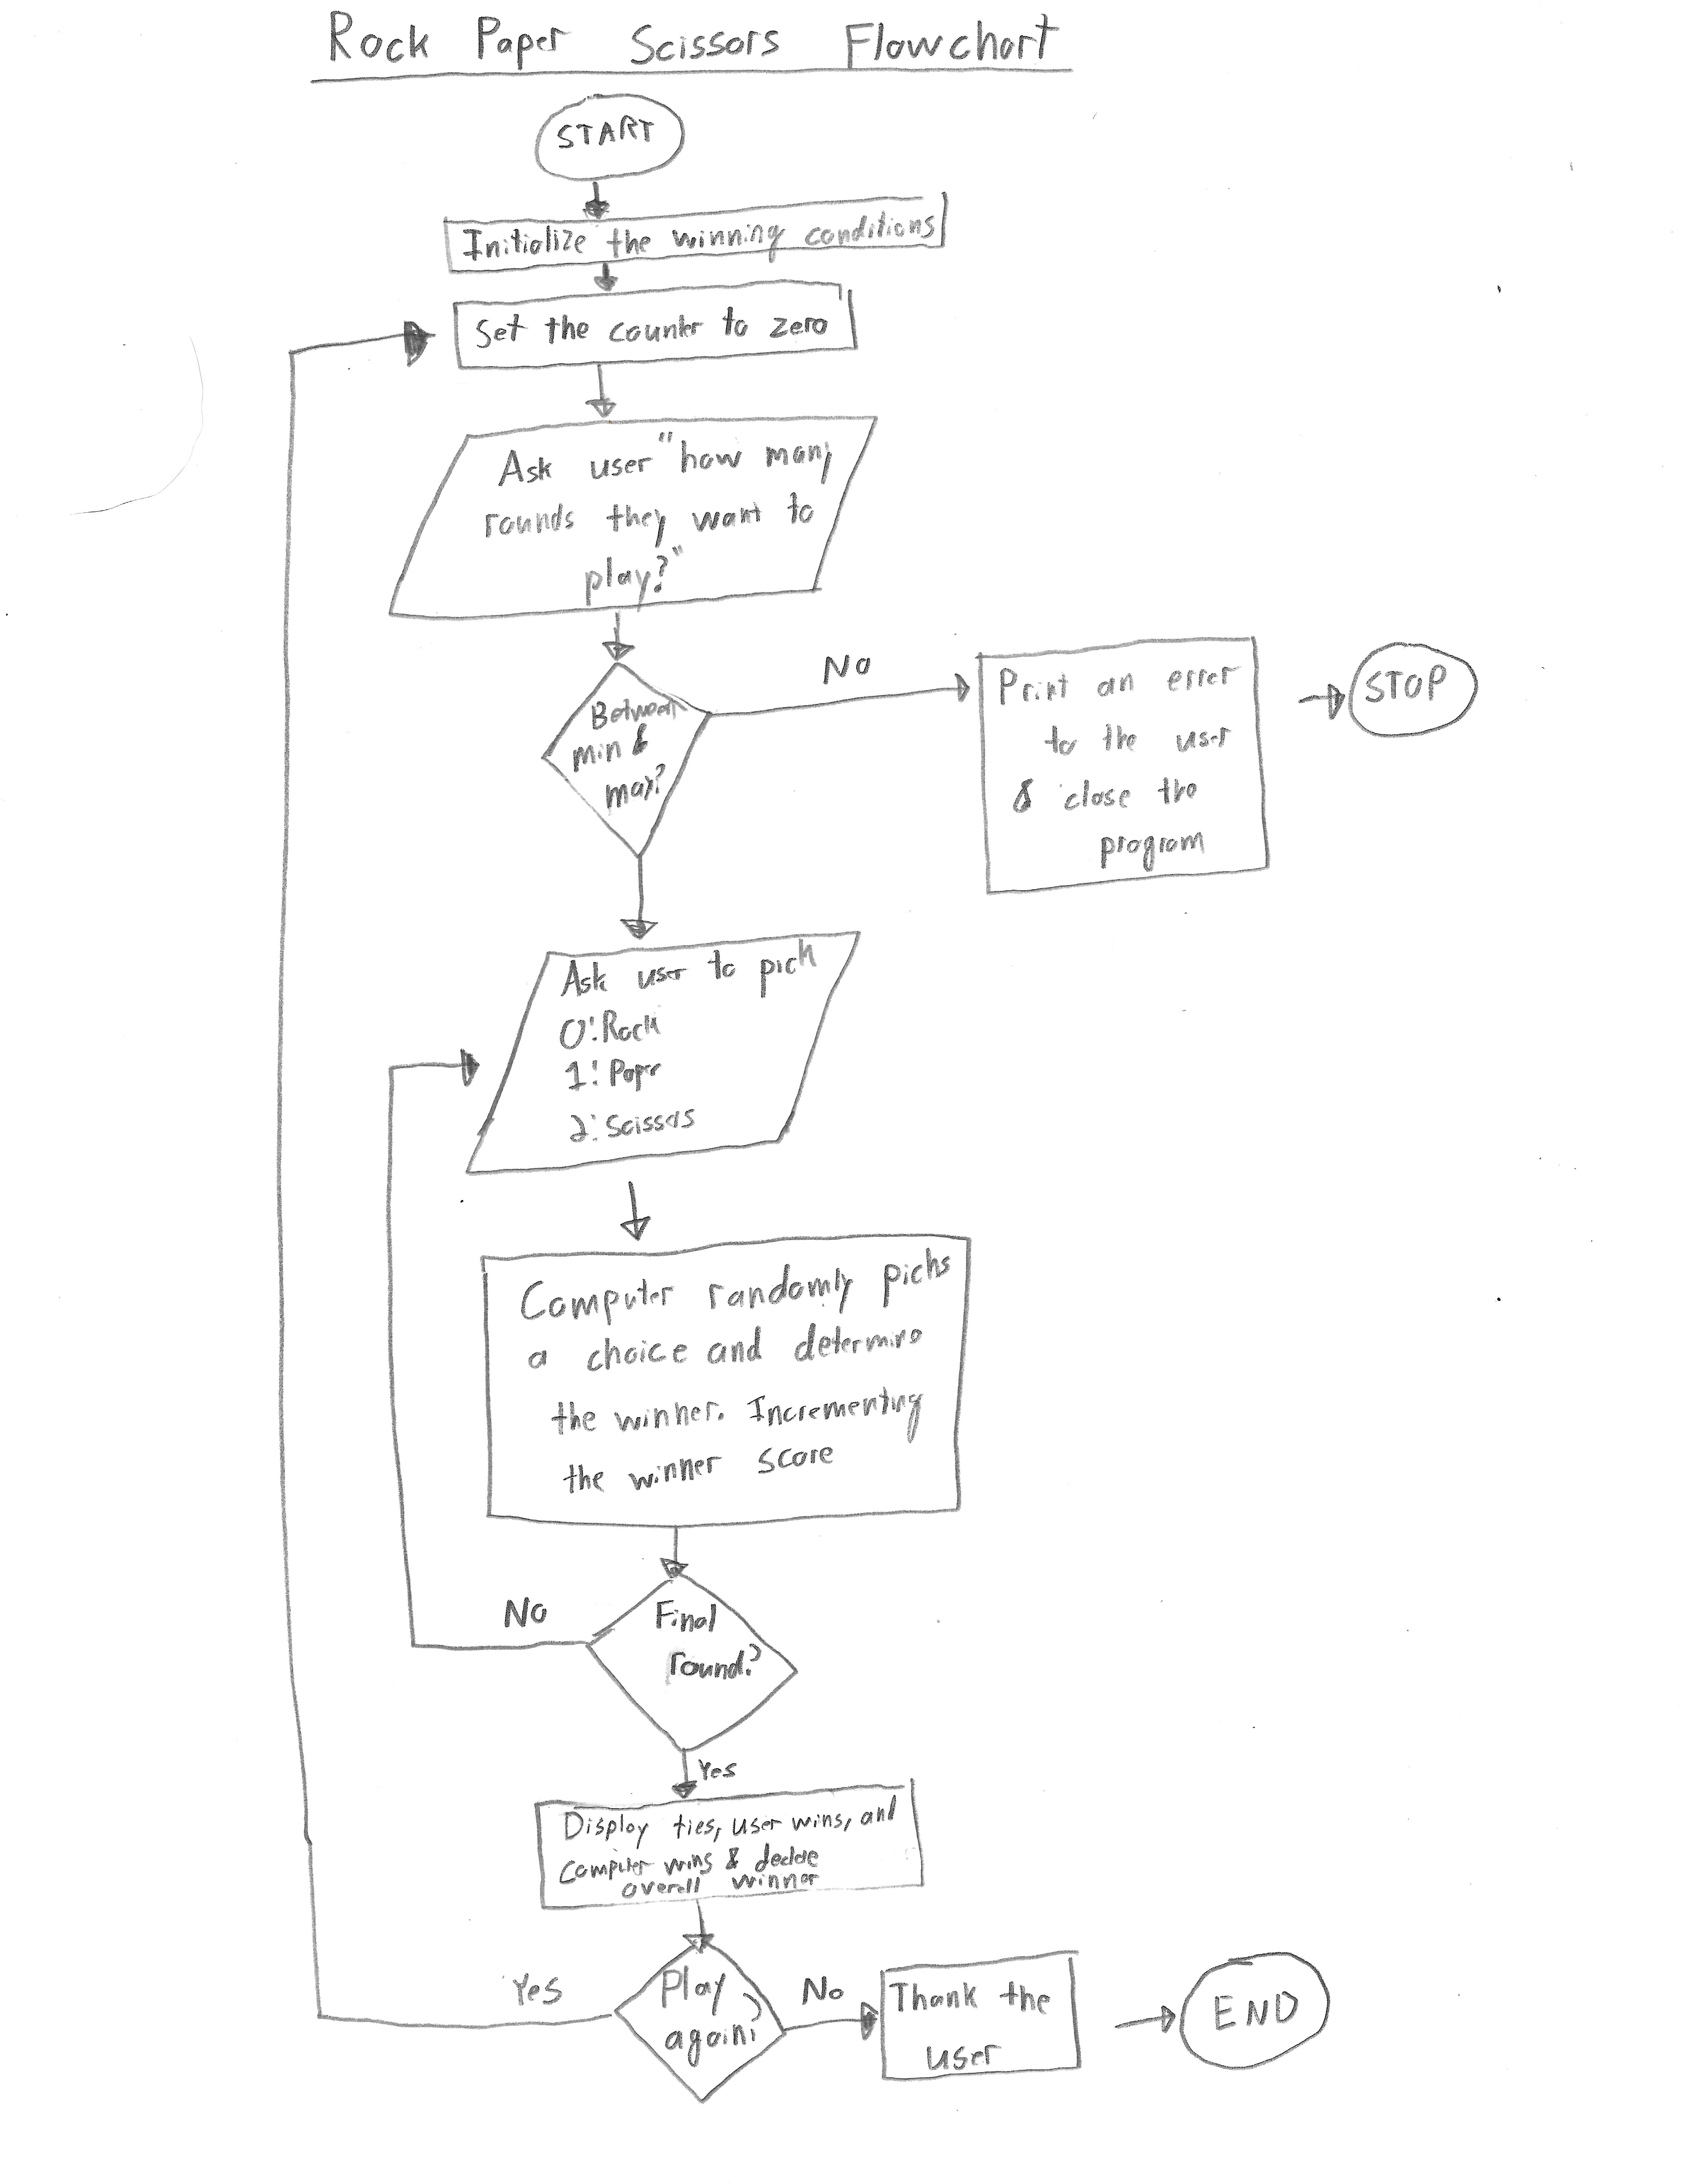 Rock Paper Scissors Flowchart
START
Initialize the winning conditions
Set the counter to zero
Ask user "how many
rounds they want to
play?"
No
Between
min &
max?
Print an error
to the user
& close the
program
STOP
Ask user to pick
0: Rock
1: Papr
2: Scissors
Computer randomly picks
a choice and determine
the winner. Incrementing
the winner score
No
Final
round?
Yes
Display ties, user wins, and
computer wins &
overall winner
Yes
Play
again?
No
Thank the
user
END